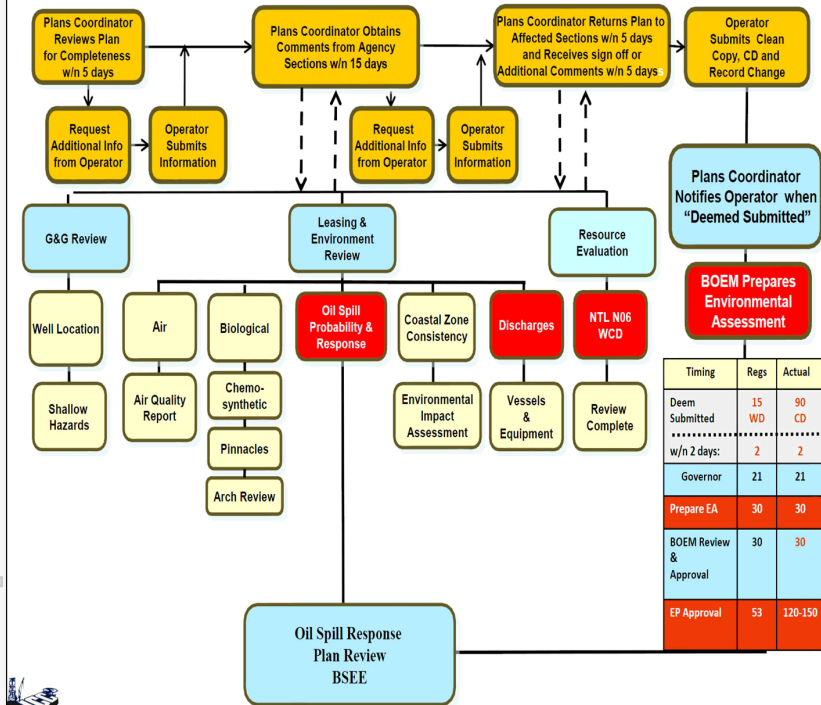 Plans Coordinator
Reviews Plan
for Completeness
w/n 5 days
Plans Coordinator Obtains
Comments from Agency
Sections w/n 15 days
Plans Coordinator Returns Plan to
Affected Sections w/n 5 days
and Receives sign off or
Additional Comments w/n 5 dayss
Operator
Submits Clean
Copy, CD and
Record Change
Request
Additional Info
from Operator
Operator
Submits
Information
Request
Additional Info
from Operator
Operator
Submits
Information
Plans Coordinator
Notifies Operator when
“Deemed Submitted”
G&G Review
Leasing &
Environment
Review
Resource
Evaluation
BOEM Prepares
Environmental
Assessment
Well Location
Air
Biological
Oil Spill
Probability &
Response
Coastal Zone
Consistency
Discharges
NTL N06
WCD
Shallow
Hazards
Air Quality
Report
Chemo-
synthetic
Pinnacles
Arch Review
Environmental
Impact
Assessment
Vessels
&
Equipment
Review
Complete
Timing Regs Actual
Deem 15 90
Submitted WD CD
w/n 2 days: 2 2
Governor 21 21
Prepare EA 30 30
BOEM Review 30 30
&
Approval
EP Approval 53 120-150
Oil Spill Response
Plan Review
BSEE